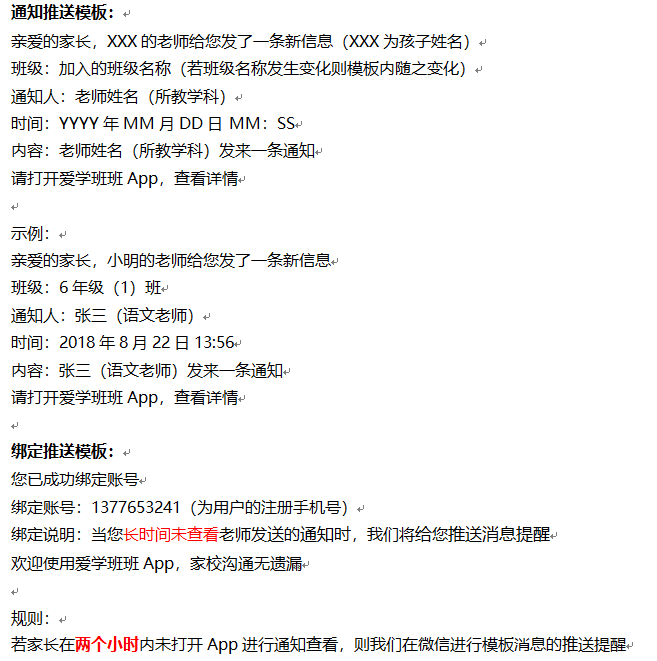 通知推送模板：
亲爱的家长，XXX 的老师给您发了一条新信息（XXX 为孩子姓名）
班级：加入的班级名称（若班级名称发生变化则模板内随之变化）
通知人：老师姓名（所教学科）
时间：YYYY 年 MM 月 DD 日 MM：SS
内容：老师姓名（所教学科）发来一条通知
请打开爱学班班 App，查看详情
示例：
亲爱的家长，小明的老师给您发了一条新信息
班级：6 年级（1）班
通知人：张三（语文老师）
时间：2018 年 8 月 22 日 13:56
内容：张三（语文老师）发来一条通知
请打开爱学班班 App，查看详情
绑定推送模板：
您已成功绑定账号
绑定账号：1377653241（为用户的注册手机号）
绑定说明：当您长时间未查看老师发送的通知时，我们将给您推送消息提醒
欢迎使用爱学班班 App，家校沟通无遗漏
规则：
若家长在两个小时内未打开 App 进行通知查看，则我们在微信进行模板消息的推送提醒